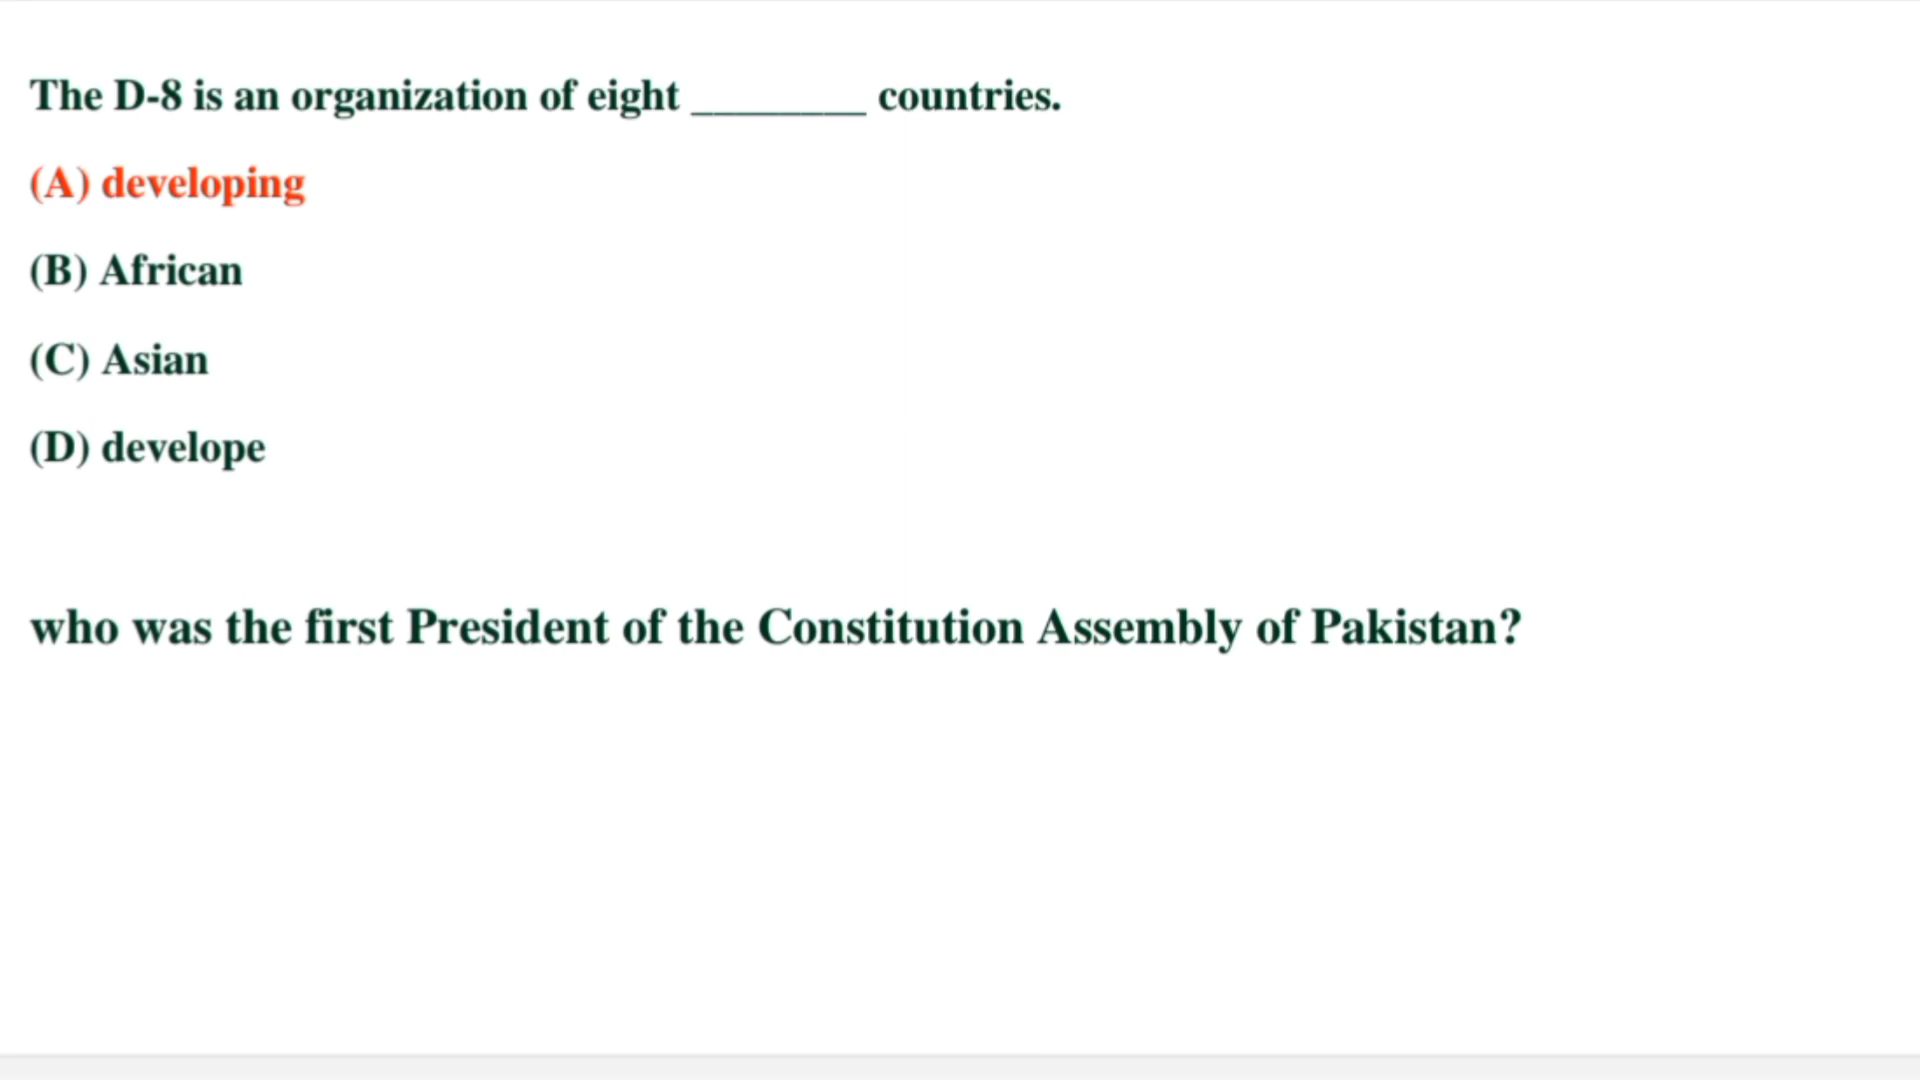 The D-8 is an organization of eight ________ countries.
(A) developing
(B) African
(C) Asian
(D) develope
who was the first President of the Constitution Assembly of Pakistan?